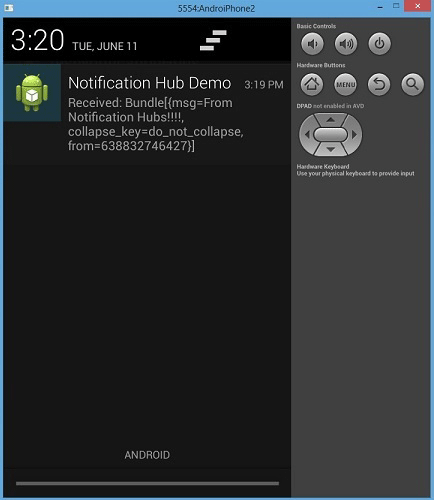 5554:AndroiPhone2
3:20 TUE, JUNE 11
Notification Hub Demo 3:19 PM
Received: Bundle[{msg=From
Notification Hubs!!!!,
collapse_key=do_not_collapse,
from=638832746427}]
ANDROID
Basic Controls
Hardware Buttons
MENU
DPAD not enabled in AVD
Hardware Keyboard
Use your physical keyboard to provide input